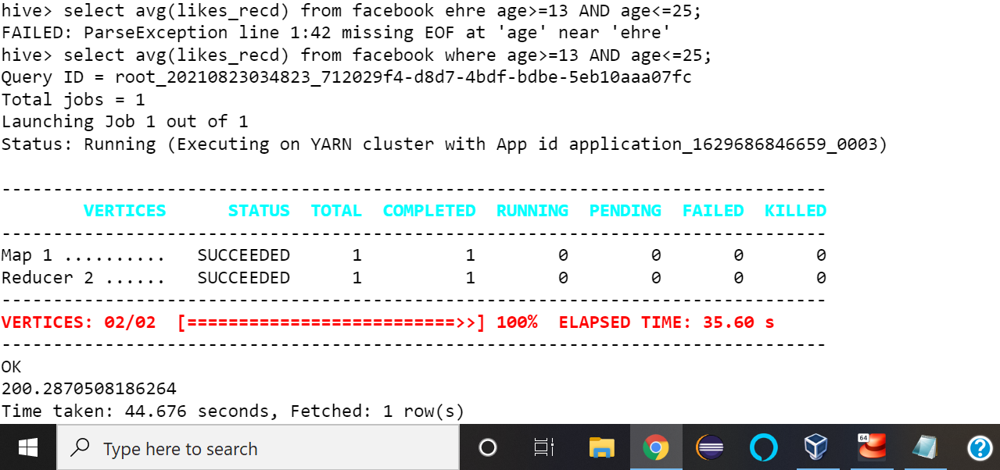 hive> select avg(likes_recd) from facebook ehre age>=13 AND age<=25;
FAILED: ParseException line 1:42 missing EOF at 'age' near 'ehre'
hive> select avg(likes_recd) from facebook where age>=13 AND age<=25;
Query ID = root_20210823034823_712029f4-d8d7-4bdf-bdbe-5eb10aaa07fc
Total jobs = 1
Launching Job 1 out of 1
Status: Running (Executing on YARN cluster with App id application_1629686846659_0003)
--------------------------------------------------------------------------------
        VERTICES      STATUS  TOTAL  COMPLETED  RUNNING  PENDING  FAILED  KILLED
--------------------------------------------------------------------------------
Map 1 ..........   SUCCEEDED      1          1        0        0       0       0
Reducer 2 ......   SUCCEEDED      1          1        0        0       0       0
--------------------------------------------------------------------------------
VERTICES: 02/02  [==========================>>] 100%  ELAPSED TIME: 35.60 s
--------------------------------------------------------------------------------
OK
200.2870508186264
Time taken: 44.676 seconds, Fetched: 1 row(s)
Type here to search
64
?